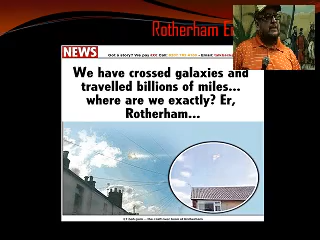 Rotherham
NEWS
We have crossed galaxies and
travelled billions of miles...
where are we exactly? Er,
Rotherham...